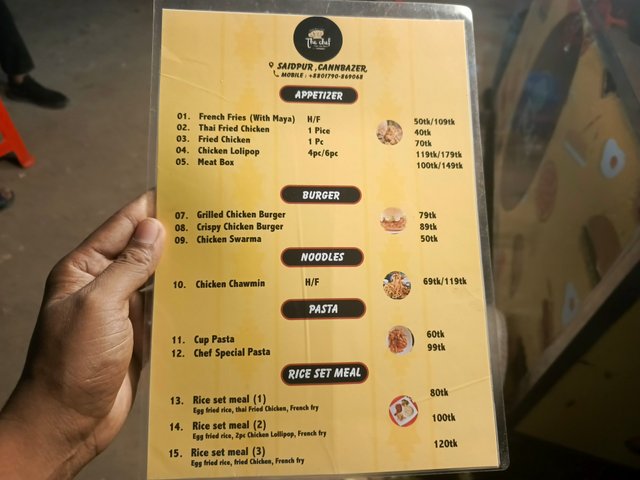 The chef
SAIDPUR, CANNBAZER
MOBILE : +8801790-869068
APPETIZER
01. French Fries (With Maya) H/F 50tk/109tk
02. Thai Fried Chicken 1 Pice 40tk
03. Fried Chicken 1 Pc 70tk
04. Chicken Lolipop 4pc/6pc 119tk/179tk
05. Meat Box 100tk/149tk
BURGER
07. Grilled Chicken Burger 79tk
08. Crispy Chicken Burger 89tk
09. Chicken Swarma 50tk
NOODLES
10. Chicken Chawmin H/F 69tk/119tk
PASTA
11. Cup Pasta 60tk
12. Chef Special Pasta 99tk
RICE SET MEAL
13. Rice set meal (1) 80tk
Egg fried rice, thai Fried Chicken, French fry
14. Rice set meal (2) 100tk
Egg fried rice, 2pc Chicken Lollipop, French fry
15. Rice set meal (3) 120tk
Egg fried rice, fried Chicken, French fry